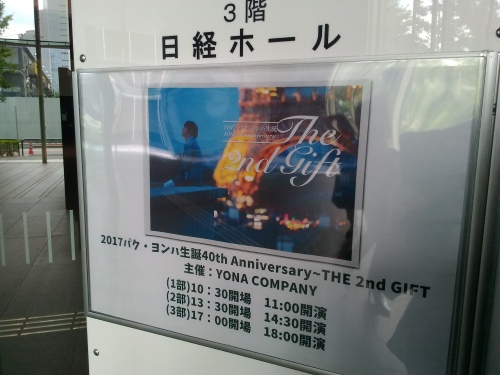 3階
日経ホール
The
2nd Gift
2017パク・ヨンハ生誕40th Anniversary~THE 2nd GIFT
主催：YONA COMPANY
(1部)10：30開場 11:00開演
(2部)13：30開場 14:30開演
(3部)17：00開場 18:00開演